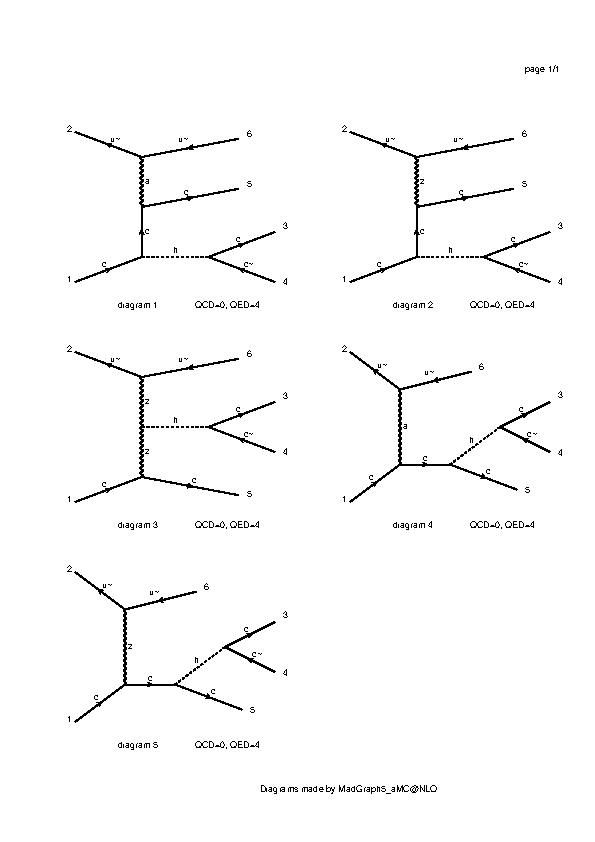 page 1/1
2 u~ u~ 6
a
c 5
c
h c 3
1 c c~ 4
diagram 1 QCD=0, QED=4
2 u~ u~ 6
z
c 5
c
h c 3
1 c c~ 4
diagram 2 QCD=0, QED=4
2 u~ u~ 6
z
h c 3
c~ 4
z
1 c c 5
diagram 3 QCD=0, QED=4
2 u~ u~ 6
a
h c 3
c~ 4
1 c c c 5
diagram 4 QCD=0, QED=4
2 u~ u~ 6
z
h c 3
c~ 4
1 c c c 5
diagram 5 QCD=0, QED=4
Diagrams made by MadGraph5_aMC@NLO